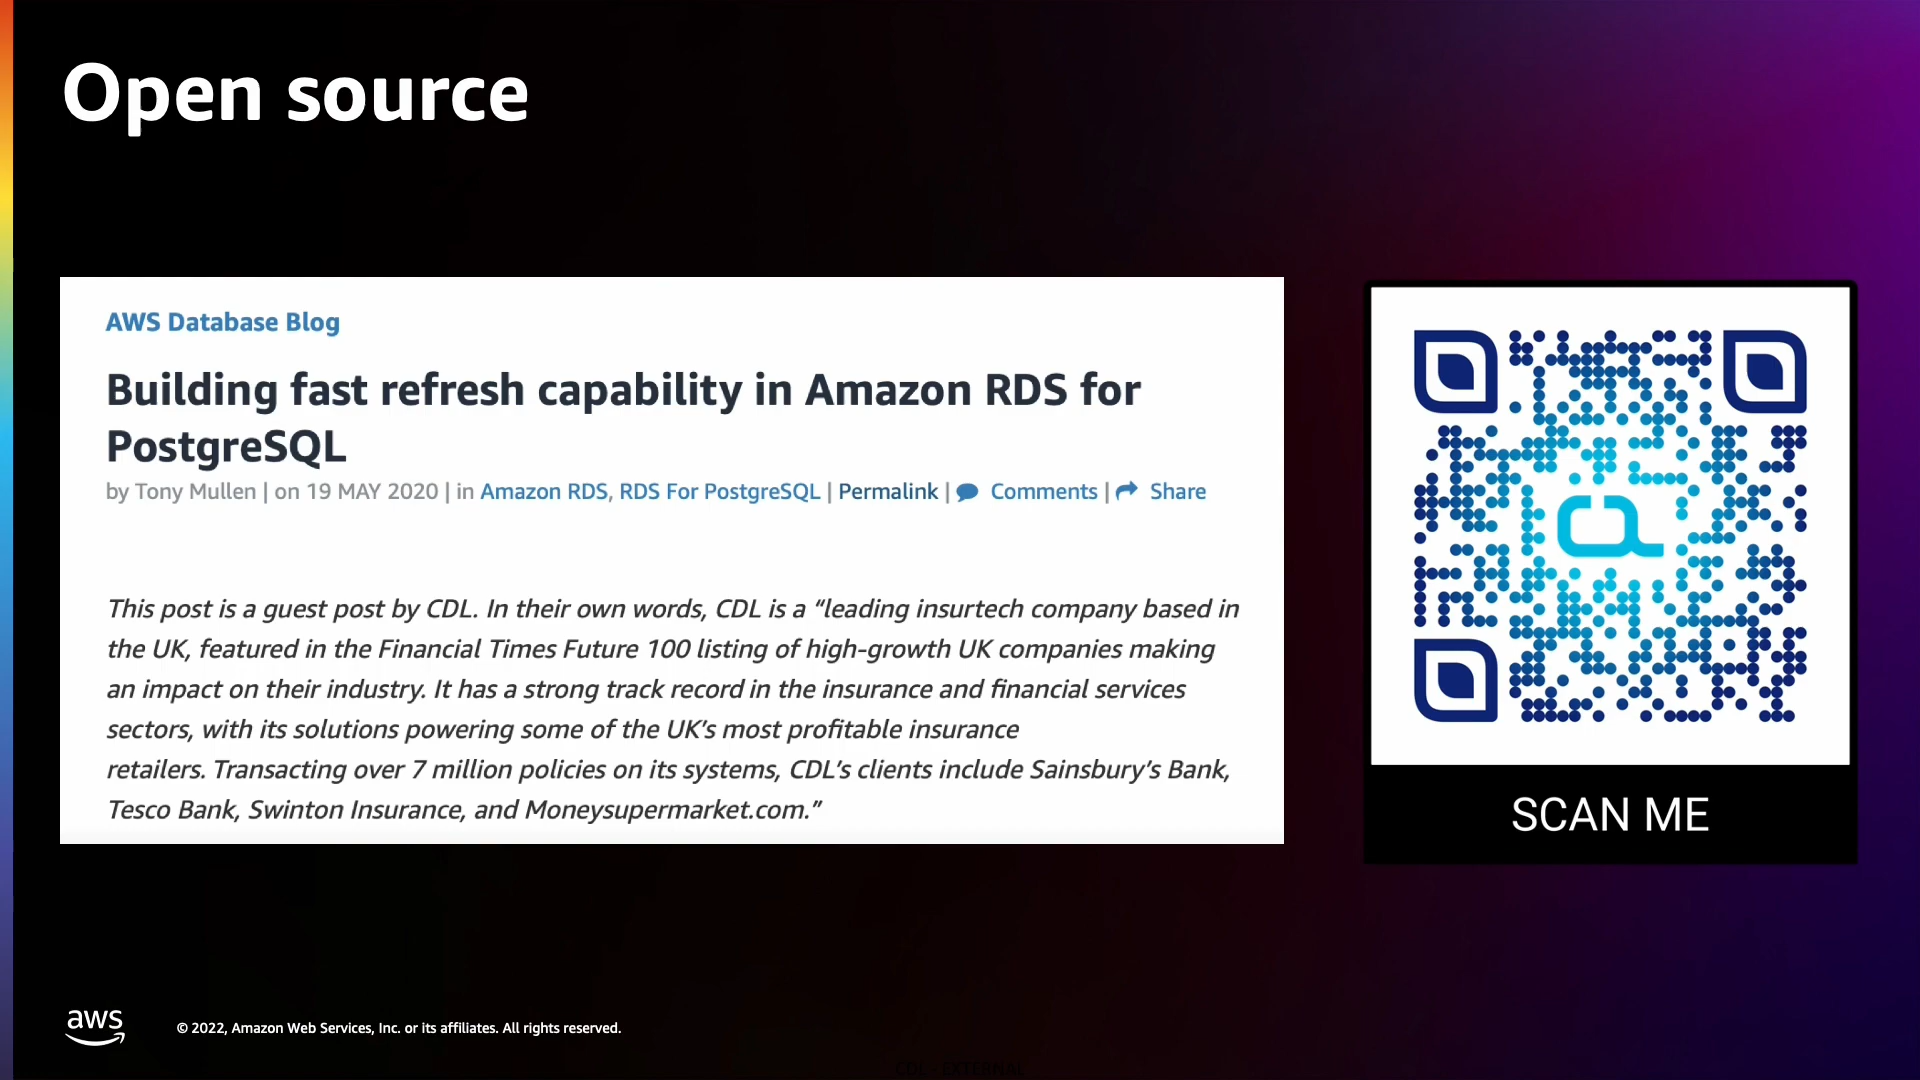 Open source
AWS Database Blog
Building fast refresh capability in Amazon RDS for
PostgreSQL
by Tony Mullen | on 19 MAY 2020 | in Amazon RDS, RDS For PostgreSQL | Permalink | Comments | Share
This post is a guest post by CDL. In their own words, CDL is a “leading insurtech company based in
the UK, featured in the Financial Times Future 100 listing of high-growth UK companies making
an impact on their industry. It has a strong track record in the insurance and financial services
sectors, with its solutions powering some of the UK’s most profitable insurance
retailers. Transacting over 7 million policies on its systems, CDL’s clients include Sainsbury’s Bank,
Tesco Bank, Swinton Insurance, and Moneysupermarket.com.”
SCAN ME
aws
© 2022, Amazon Web Services, Inc. or its affiliates. All rights reserved.
CDL - EXTERNAL